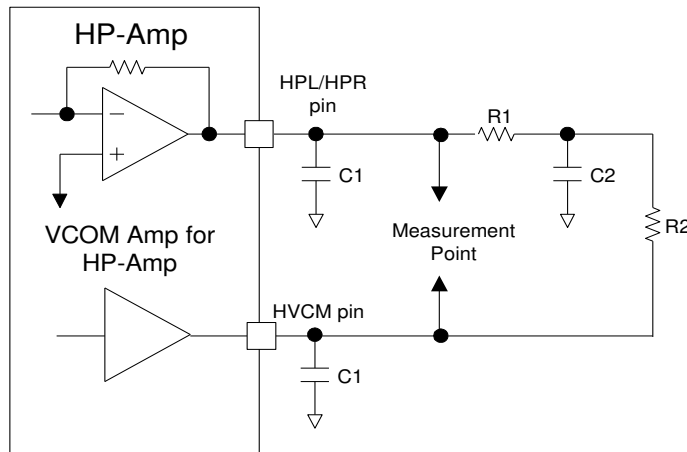 HP-Amp
−
+
VCOM Amp for
HP-Amp
HPL/HPR
pin
C1
R1
C2
R2
Measurement
Point
HVCM pin
C1